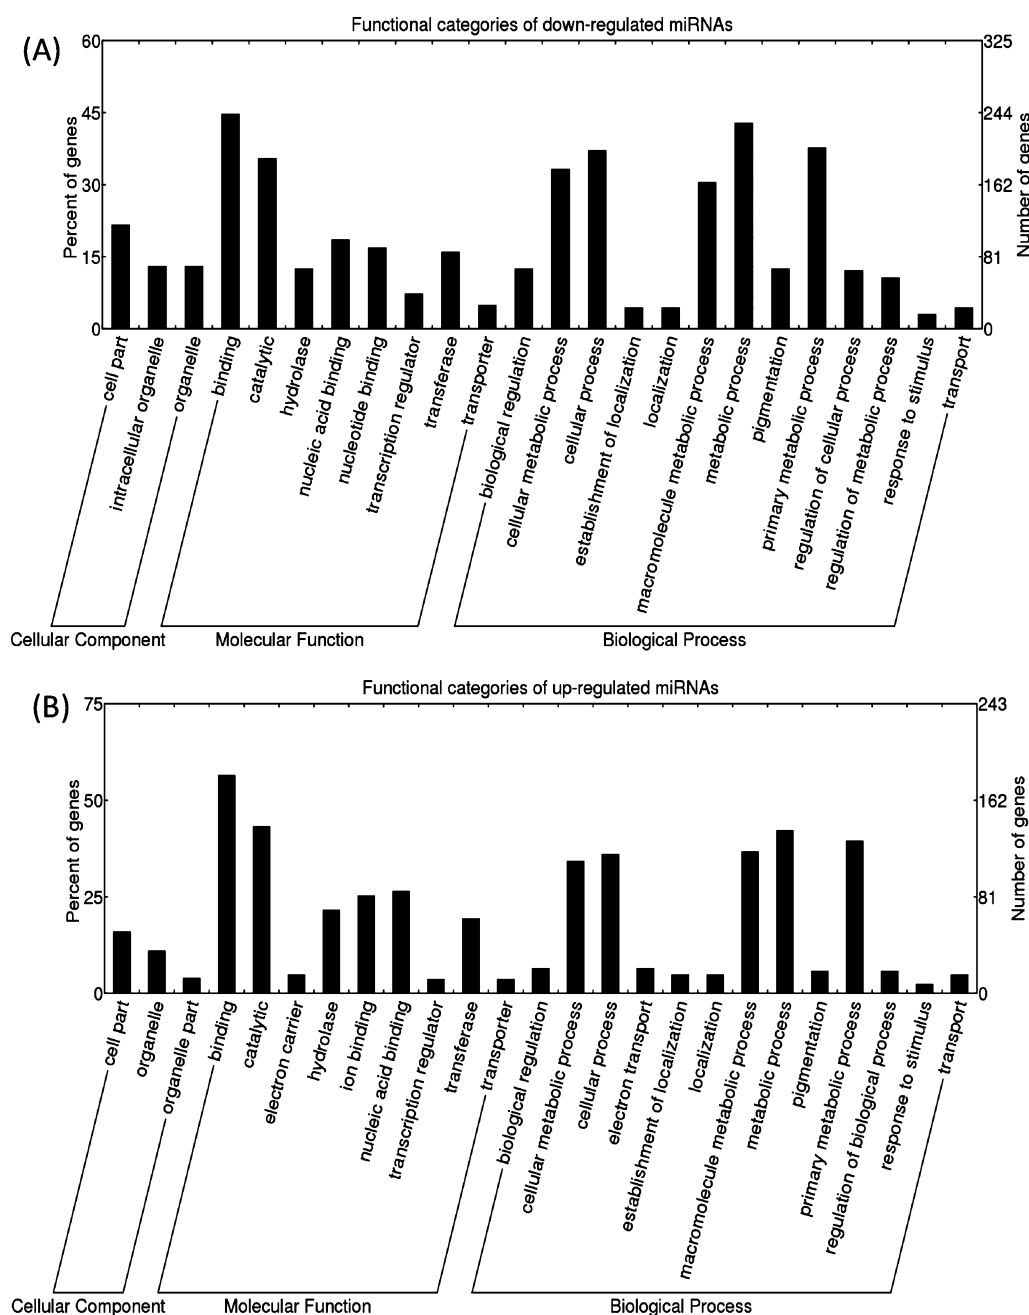 Functional categories of down-regulated miRNAs
(A)
60
45
30
15
0
Percent of genes
325
244
162
81
0
Number of genes
cell part
intracellular organelle
organelle
binding
catalytic
hydrolase
nucleic acid binding
nucleotide binding
transcription regulator
transferase
transporter
biological regulation
cellular metabolic process
cellular process
establishment of localization
localization
macromolecule metabolic process
metabolic process
pigmentation
primary metabolic process
regulation of cellular process
regulation of metabolic process
response to stimulus
transport
Cellular Component
Molecular Function
Biological Process
Functional categories of up-regulated miRNAs
(B)
75
50
25
0
Percent of genes
243
162
81
0
Number of genes
cell part
organelle
organelle part
binding
catalytic
electron carrier
hydrolase
ion binding
nucleic acid binding
transcription regulator
transferase
transporter
biological regulation
cellular metabolic process
cellular process
electron transport
establishment of localization
localization
macromolecule metabolic process
metabolic process
pigmentation
primary metabolic process
regulation of biological process
response to stimulus
transport
Cellular Component
Molecular Function
Biological Process